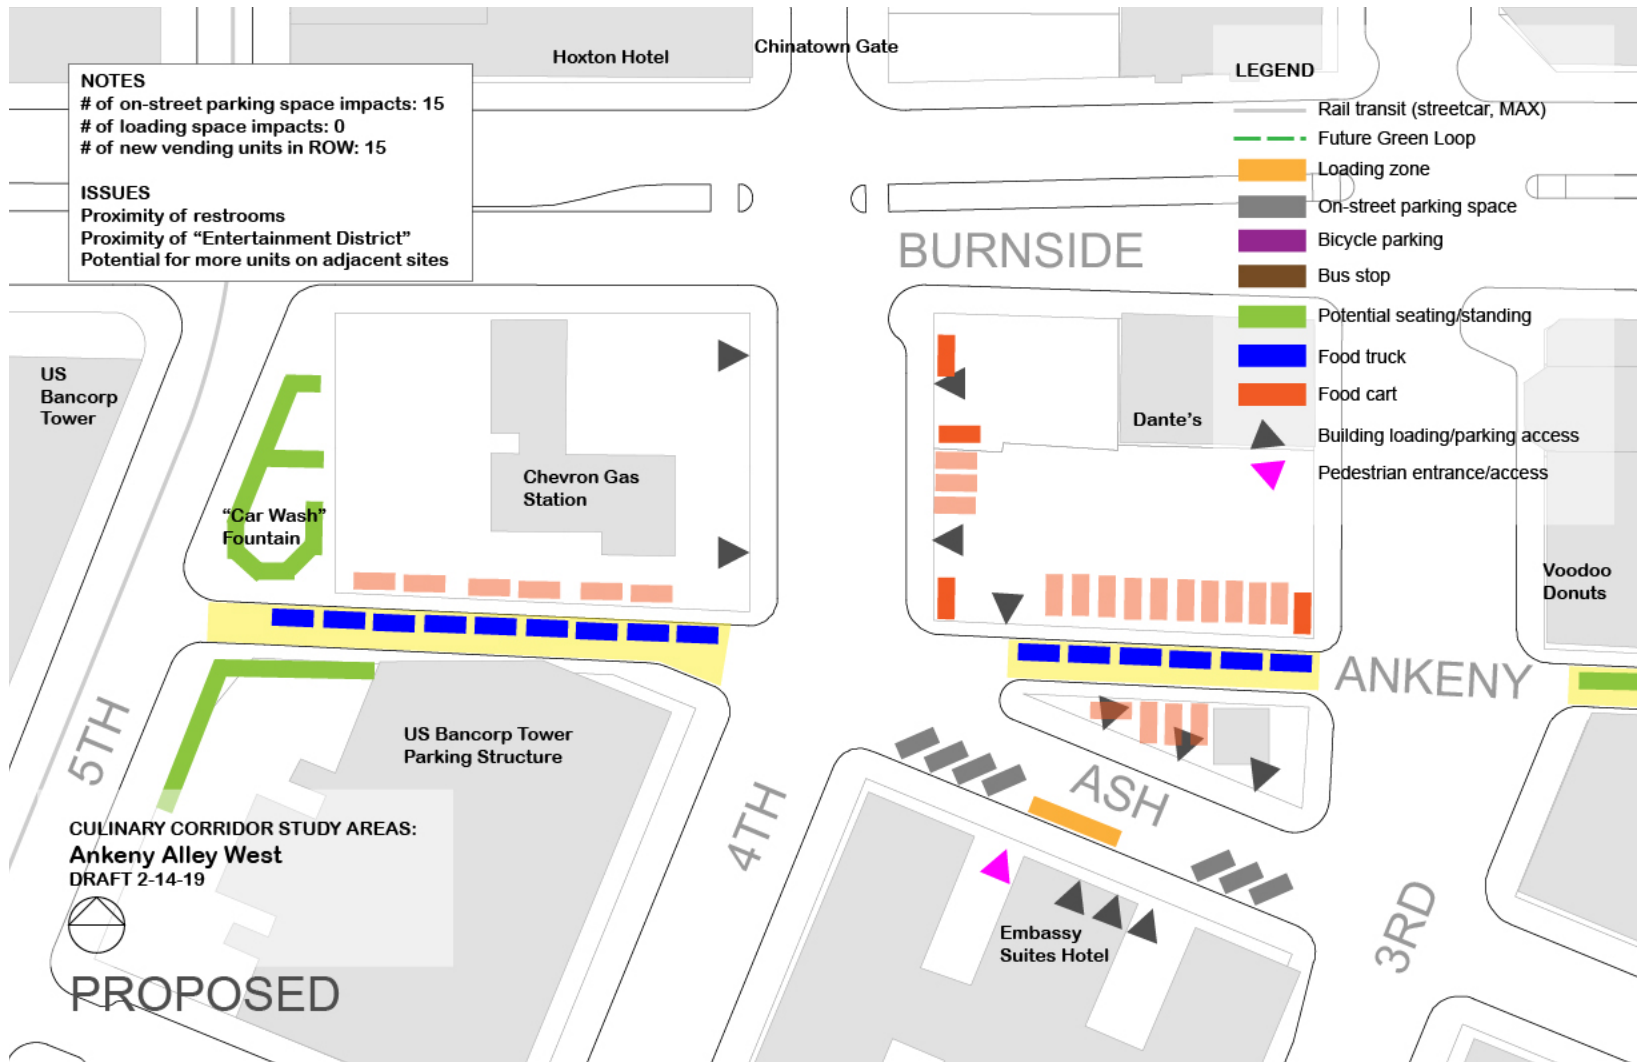 Hoxton Hotel
Chinatown Gate
NOTES
# of on-street parking space impacts: 15
# of loading space impacts: 0
# of new vending units in ROW: 15
ISSUES
Proximity of restrooms
Proximity of “Entertainment District”
Potential for more units on adjacent sites
LEGEND
Rail transit (streetcar, MAX)
Future Green Loop
Loading zone
On-street parking space
Bicycle parking
Bus stop
Potential seating/standing
Food truck
Food cart
Building loading/parking access
Pedestrian entrance/access
BURNSIDE
US
Bancorp
Tower
Dante’s
Chevron Gas
Station
“Car Wash”
Fountain
Voodoo
Donuts
ANKENY
5TH
US Bancorp Tower
Parking Structure
4TH
ASH
3RD
Embassy
Suites Hotel
CULINARY CORRIDOR STUDY AREAS:
Ankeny Alley West
DRAFT 2-14-19
PROPOSED